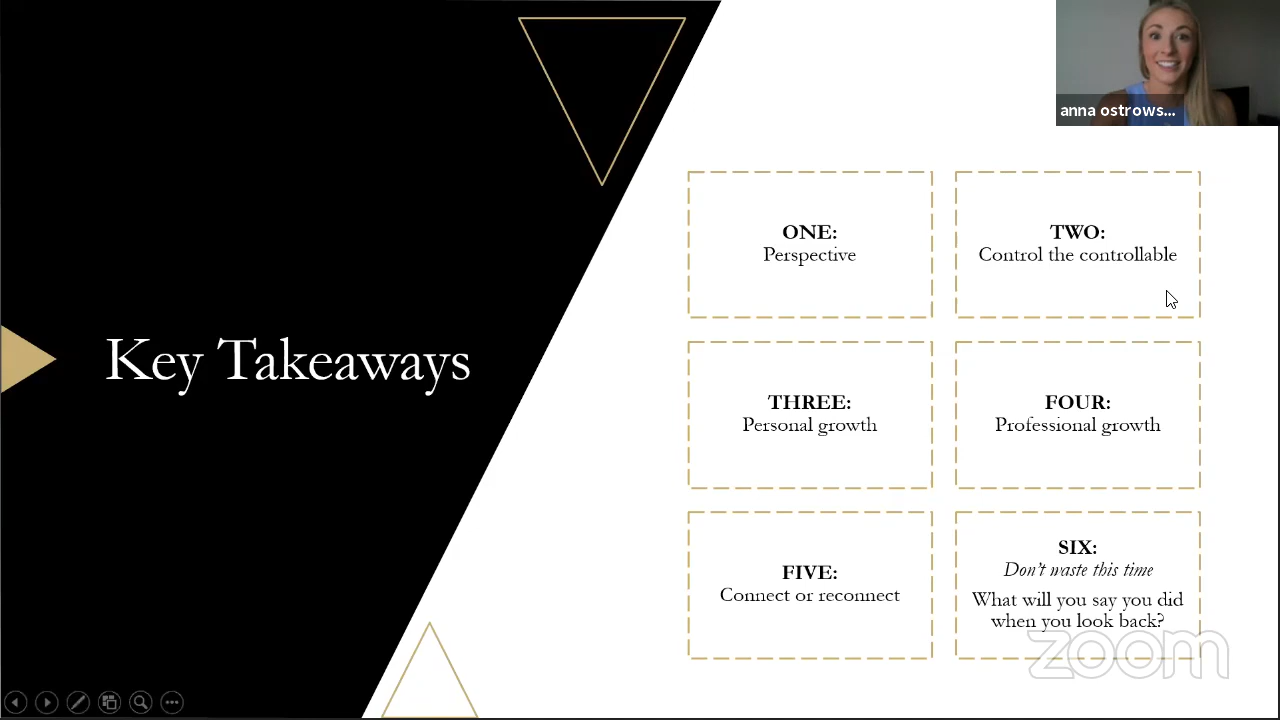 anna ostrows...
Key Takeaways
ONE:
Perspective
TWO:
Control the controllable
THREE:
Personal growth
FOUR:
Professional growth
FIVE:
Connect or reconnect
SIX:
Don't waste this time
What will you say you did
when you look back?
zoom